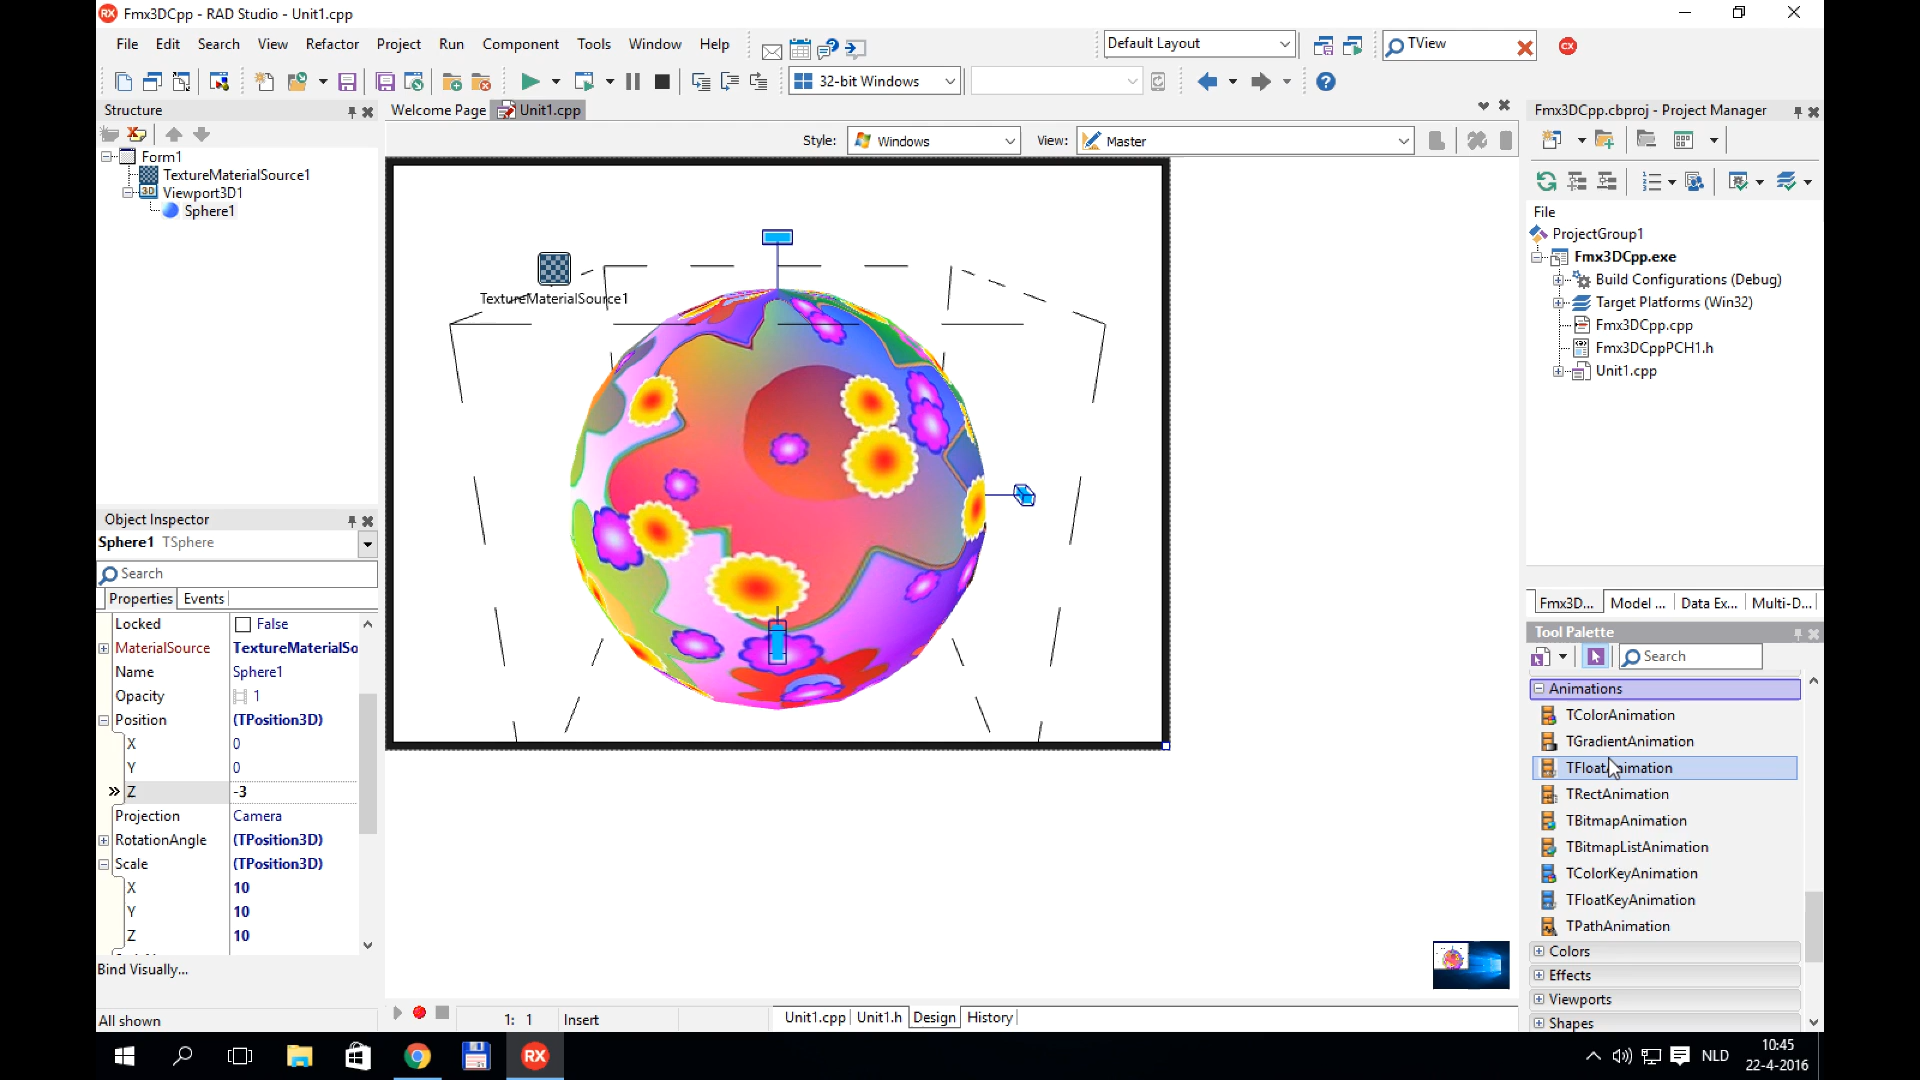 Fmx3DCpp - RAD Studio - Unit1.cpp
File Edit Search View Refactor Project Run Component Tools Window Help
Default Layout
TView
32-bit Windows
Structure
Form1
TextureMaterialSource1
Viewport3D1
Sphere1
Welcome Page Unit1.cpp
Style: Windows View: Master
TextureMaterialSource1
Object Inspector
Sphere1 TSphere
Search
Properties Events
Locked False
MaterialSource TextureMaterialSo
Name Sphere1
Opacity 1
Position (TPosition3D)
X 0
Y 0
Z -3
Projection Camera
RotationAngle (TPosition3D)
Scale (TPosition3D)
X 10
Y 10
Z 10
Bind Visually...
All shown
1: 1 Insert
Unit1.cpp Unit1.h Design History
Fmx3DCpp.cbproj - Project Manager
File
ProjectGroup1
Fmx3DCpp.exe
Build Configurations (Debug)
Target Platforms (Win32)
Fmx3DCpp.cpp
Fmx3DCppPCH1.h
Unit1.cpp
Fmx3D... Model ... Data Ex... Multi-D...
Tool Palette
Search
Animations
TColorAnimation
TGradientAnimation
TFloatAnimation
TRectAnimation
TBitmapAnimation
TBitmapListAnimation
TColorKeyAnimation
TFloatKeyAnimation
TPathAnimation
Colors
Effects
Viewports
Shapes
RX
NLD
10:45
22-4-2016